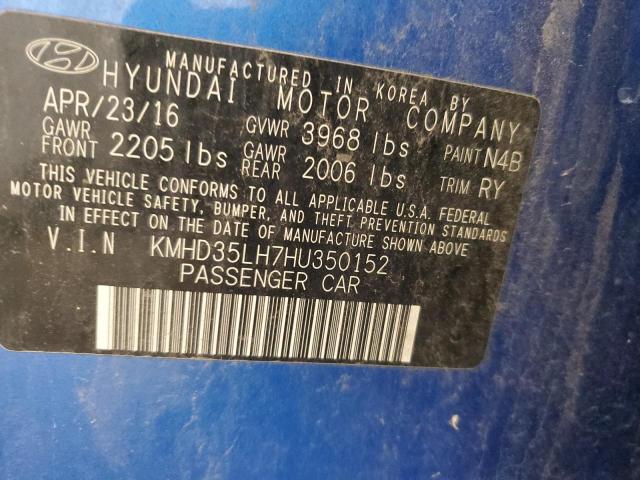 MANUFACTURED IN KOREA BY
HYUNDAI MOTOR COMPANY
APR/23/16 GVWR 3968 lbs PAINT N4B
GAWR FRONT 2205 lbs GAWR REAR 2006 lbs TRIM RY
THIS VEHICLE CONFORMS TO ALL APPLICABLE U.S.A. FEDERAL
MOTOR VEHICLE SAFETY, BUMPER, AND THEFT PREVENTION STANDARDS
IN EFFECT ON THE DATE OF MANUFACTURE SHOWN ABOVE
V.I.N KMHD35LH7HU350152
PASSENGER CAR